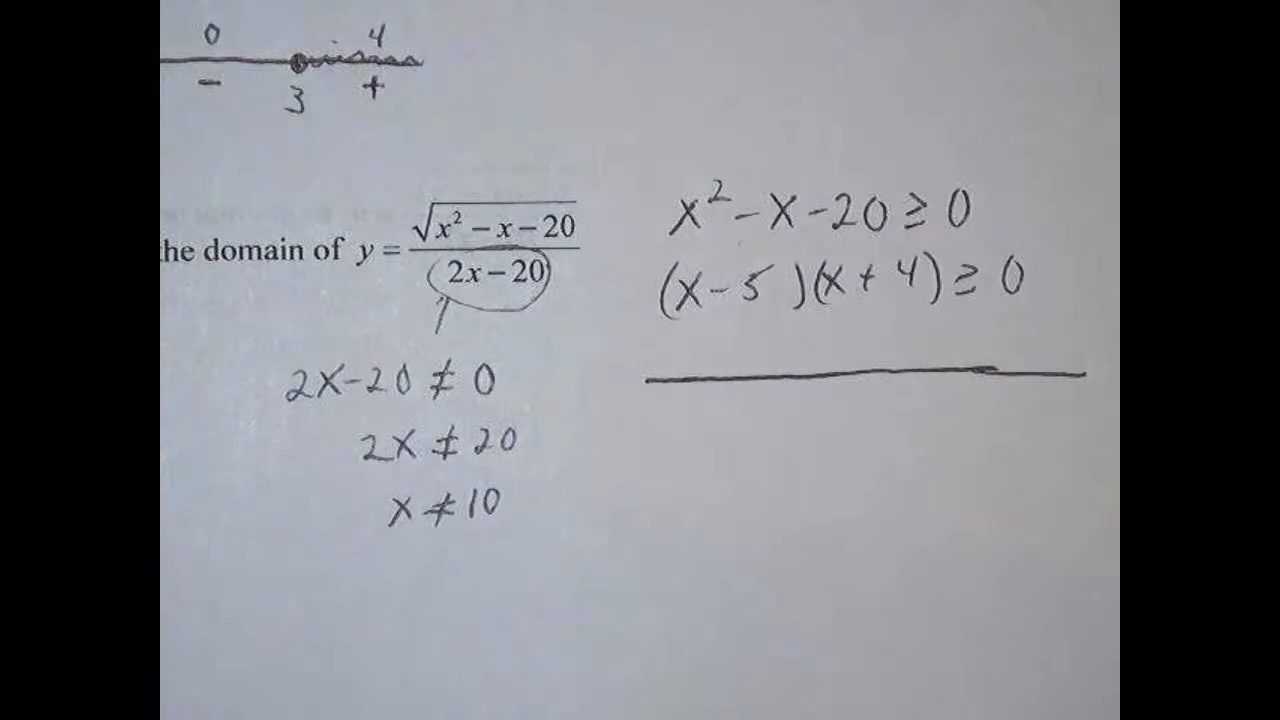 0 4
− +
3
he domain of y = √(x² − x − 20) / (2x − 20)
x² − x − 20 ≥ 0
(x − 5)(x + 4) ≥ 0
2x − 20 ≠ 0
2x ≠ 20
x ≠ 10